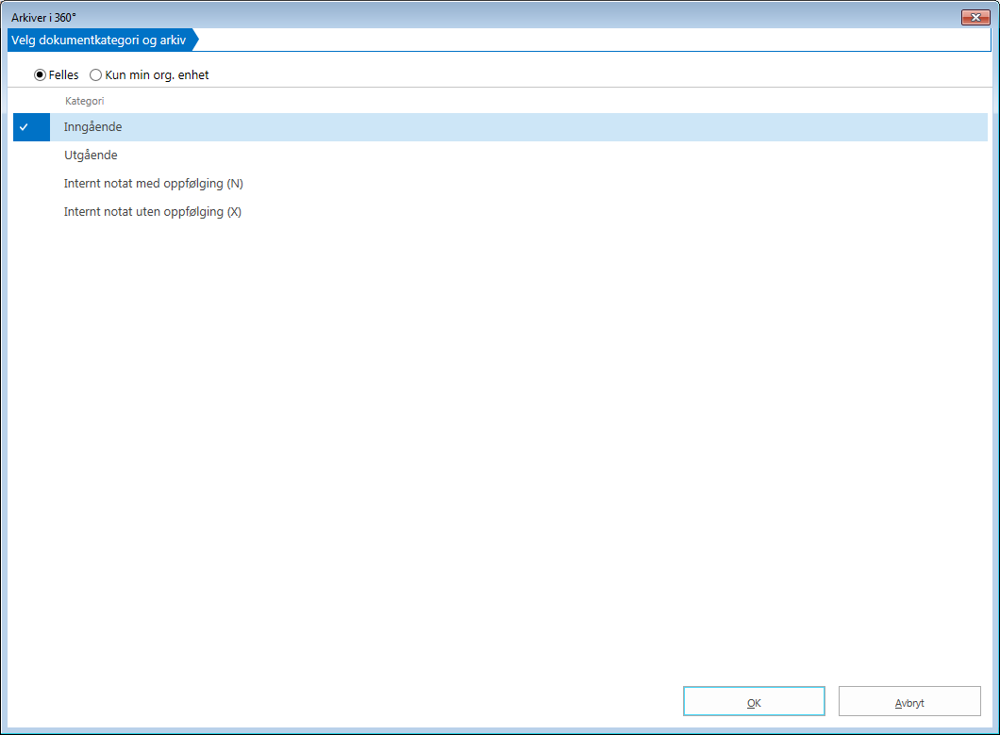 Arkiver i 360°
Velg dokumentkategori og arkiv
Felles Kun min org. enhet
Kategori
Inngående
Utgående
Internt notat med oppfølging (N)
Internt notat uten oppfølging (X)
OK Avbryt